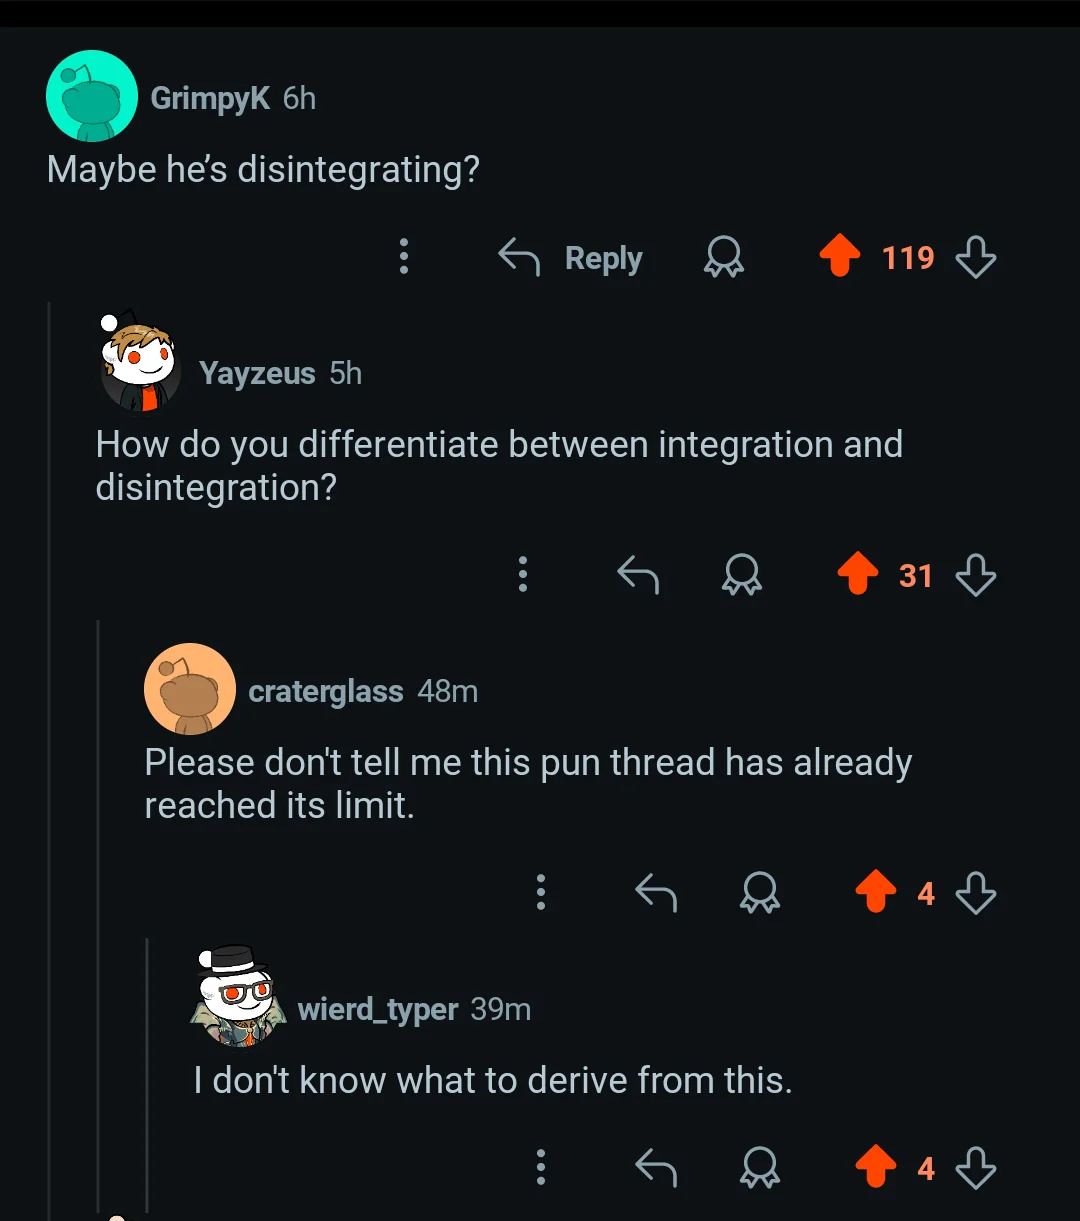 GrimpyK 6h
Maybe he’s disintegrating?
Reply 119
Yayzeus 5h
How do you differentiate between integration and
disintegration?
31
craterglass 48m
Please don't tell me this pun thread has already
reached its limit.
4
wierd_typer 39m
I don't know what to derive from this.
4